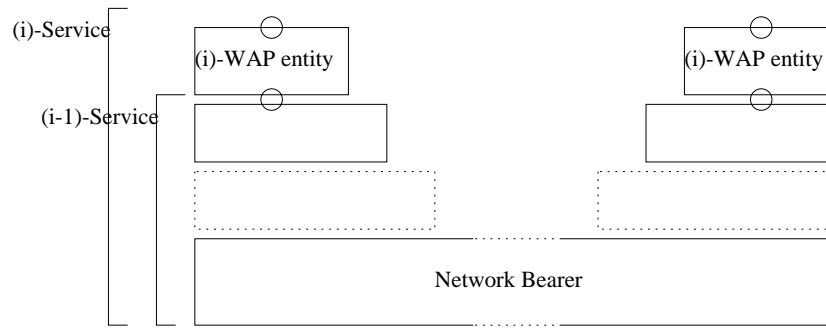 (i)-Service
(i)-WAP entity (i)-WAP entity
(i-1)-Service
Network Bearer